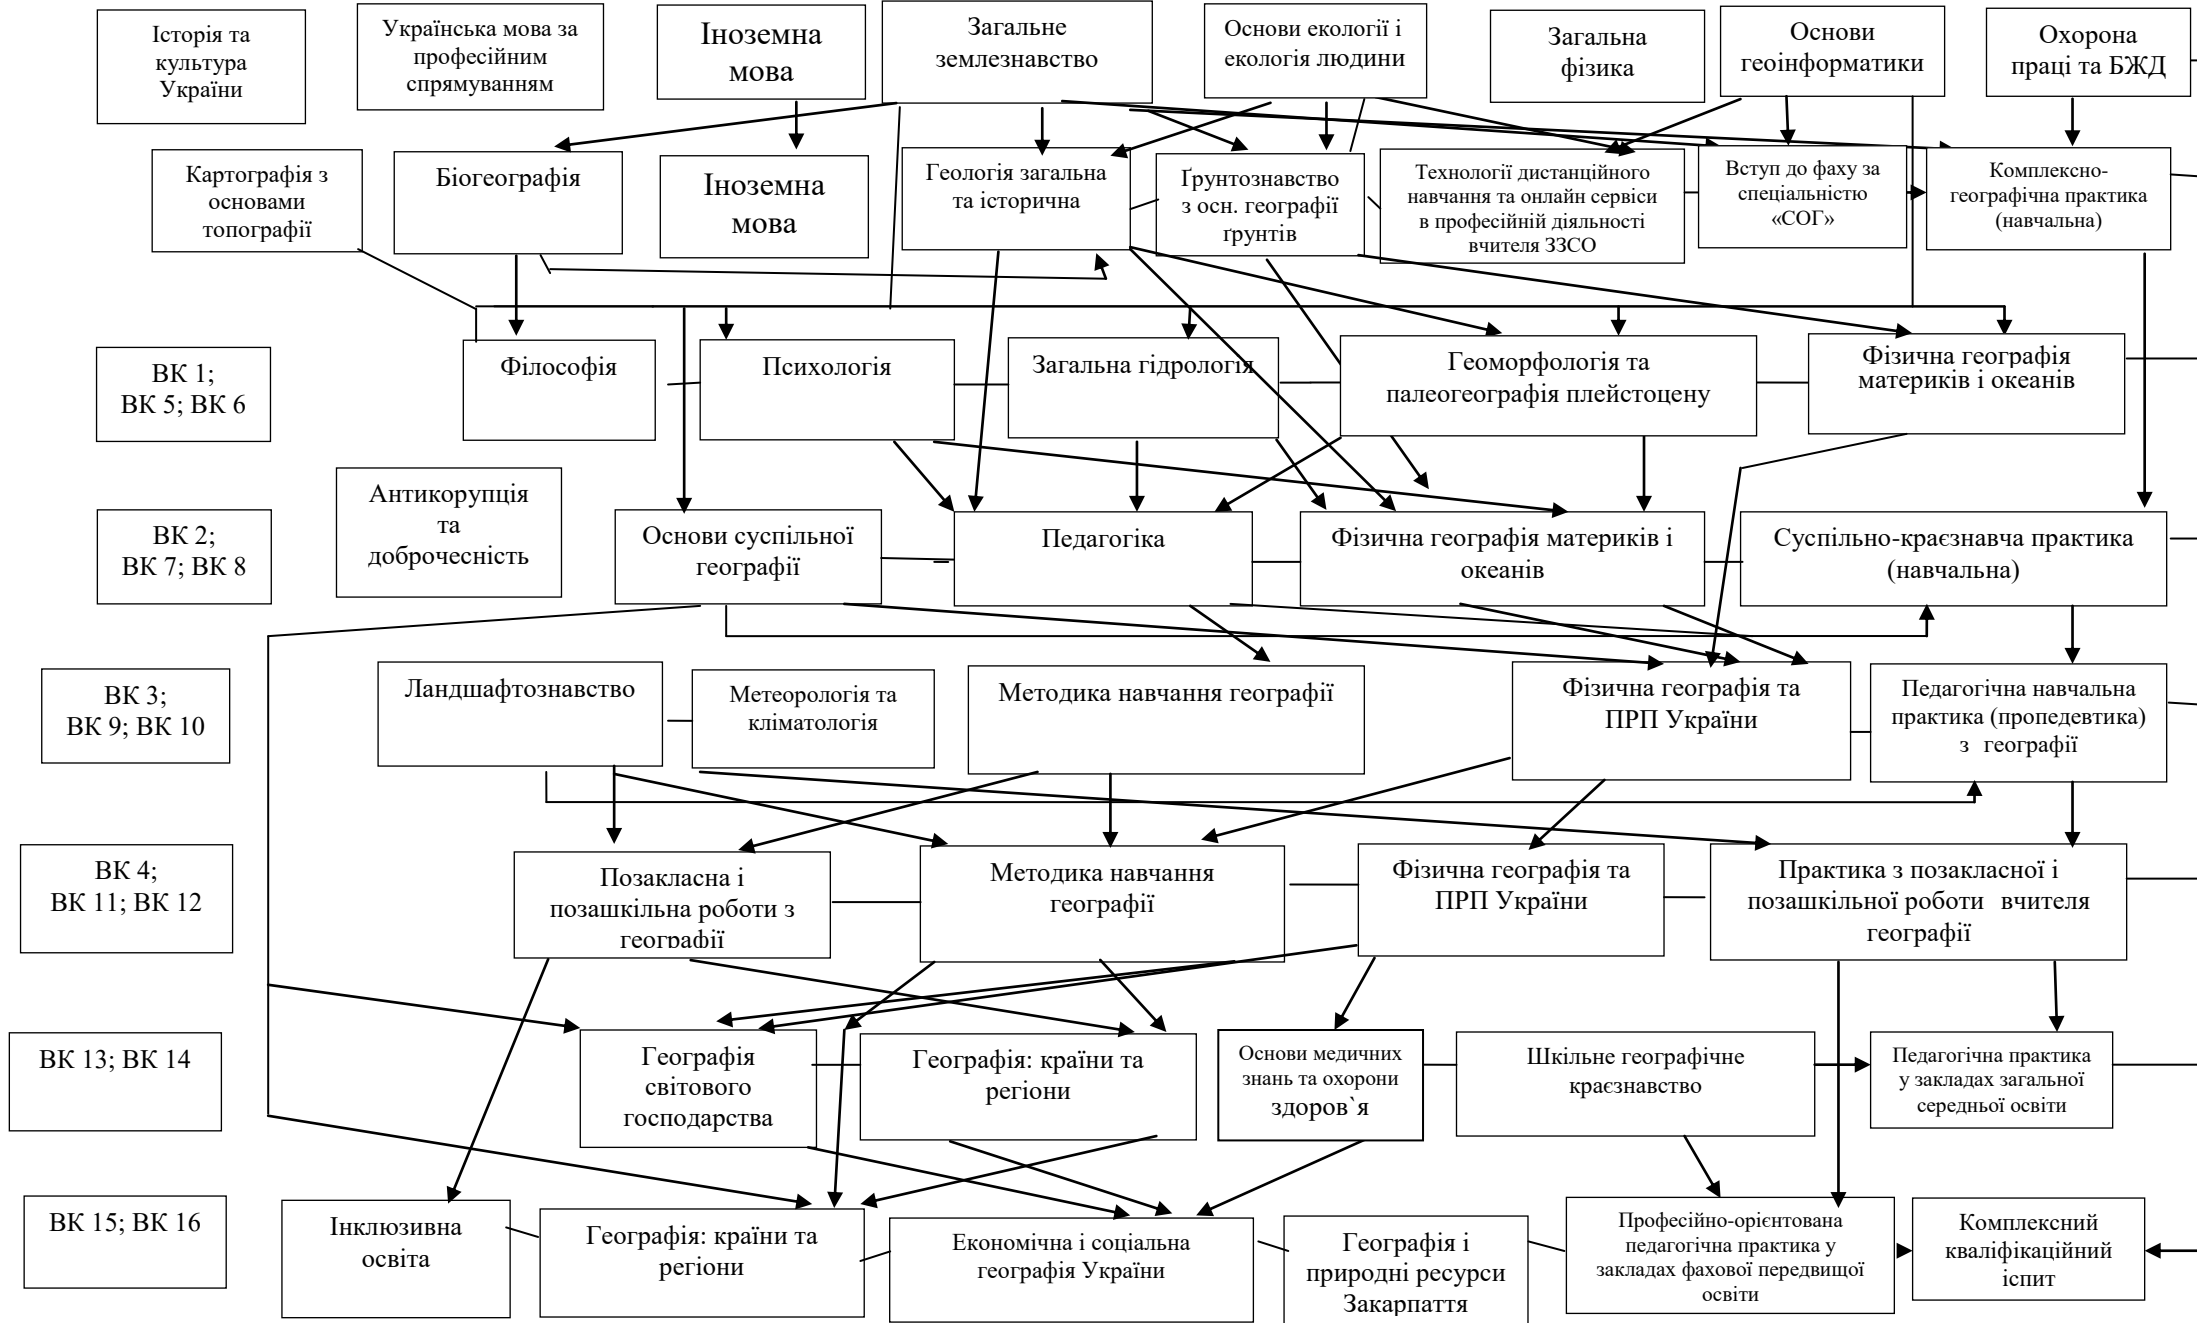 Історія та
культура
України
Українська мова за
професійним
спрямуванням
Іноземна
мова
Загальне
землезнавство
Основи екології і
екологія людини
Загальна
фізика
Основи
геоінформатики
Охорона
праці та БЖД
Картографія з
основами
топографії
Біогеографія
Іноземна
мова
Геологія загальна
та історична
Ґрунтознавство
з осн. географії
ґрунтів
Технології дистанційного
навчання та онлайн сервіси
в професійній діяльності
вчителя ЗЗСО
Вступ до фаху за
спеціальністю
«СОГ»
Комплексно-
географічна практика
(навчальна)
ВК 1;
ВК 5; ВК 6
Філософія
Психологія
Загальна гідрологія
Геоморфологія та
палеогеографія плейстоцену
Фізична географія
материків і океанів
ВК 2;
ВК 7; ВК 8
Антикорупція
та
доброчесність
Основи суспільної
географії
Педагогіка
Фізична географія материків і
океанів
Суспільно-краєзнавча практика
(навчальна)
ВК 3;
ВК 9; ВК 10
Ландшафтознавство
Метеорологія та
кліматологія
Методика навчання географії
Фізична географія та
ПРП України
Педагогічна навчальна
практика (пропедевтика)
з географії
ВК 4;
ВК 11; ВК 12
Позакласна і
позашкільна роботи з
географії
Методика навчання
географії
Фізична географія та
ПРП України
Практика з позакласної і
позашкільної роботи вчителя
географії
ВК 13; ВК 14
Географія
світового
господарства
Географія: країни та
регіони
Основи медичних
знань та охорони
здоров`я
Шкільне географічне
краєзнавство
Педагогічна практика
у закладах загальної
середньої освіти
ВК 15; ВК 16
Інклюзивна
освіта
Географія: країни та
регіони
Економічна і соціальна
географія України
Географія і
природні ресурси
Закарпаття
Професійно-орієнтована
педагогічна практика у
закладах фахової передвищої
освіти
Комплексний
кваліфікаційний
іспит